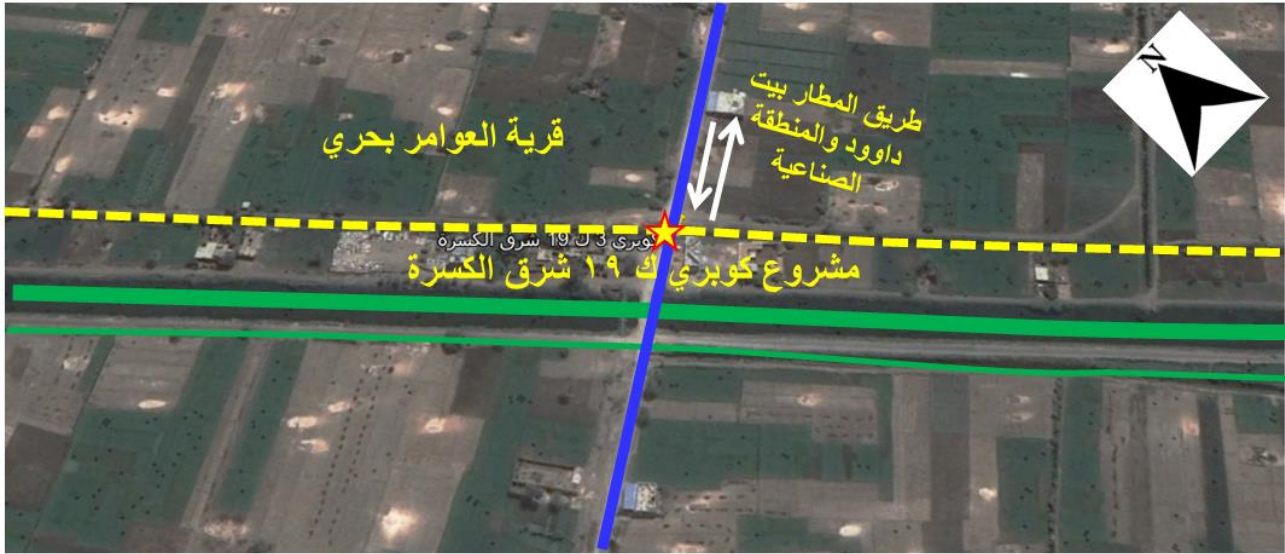 N
طريق المطار بيت
داوود والمنطقة
الصناعية
قرية العوامر بحري
كوبري 3 ك 19 شرق الكسرة
مشروع كوبري ك ١٩ شرق الكسرة